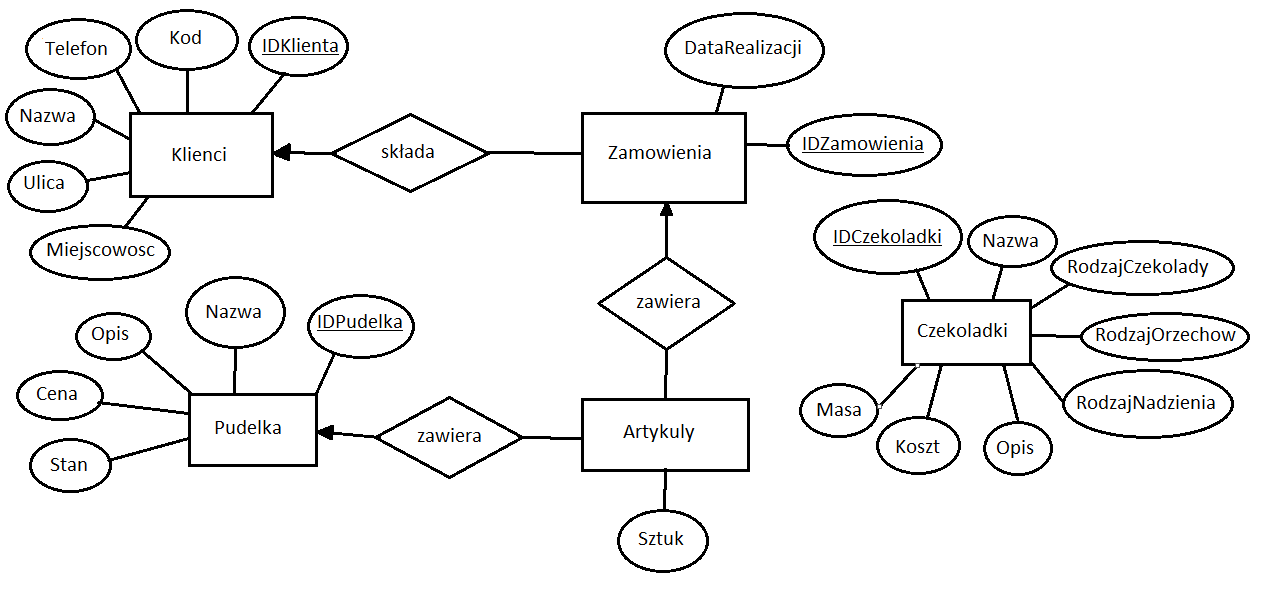 Telefon
Kod
IDKlienta
Nazwa
Klienci
Ulica
Miejscowosc
składa
DataRealizacji
Zamowienia
IDZamowienia
zawiera
IDCzekoladki
Nazwa
RodzajCzekolady
RodzajOrzechow
RodzajNadzienia
Czekoladki
Masa
Koszt
Opis
Nazwa
IDPudelka
Opis
Cena
Stan
Pudelka
zawiera
Artykuly
Sztuk